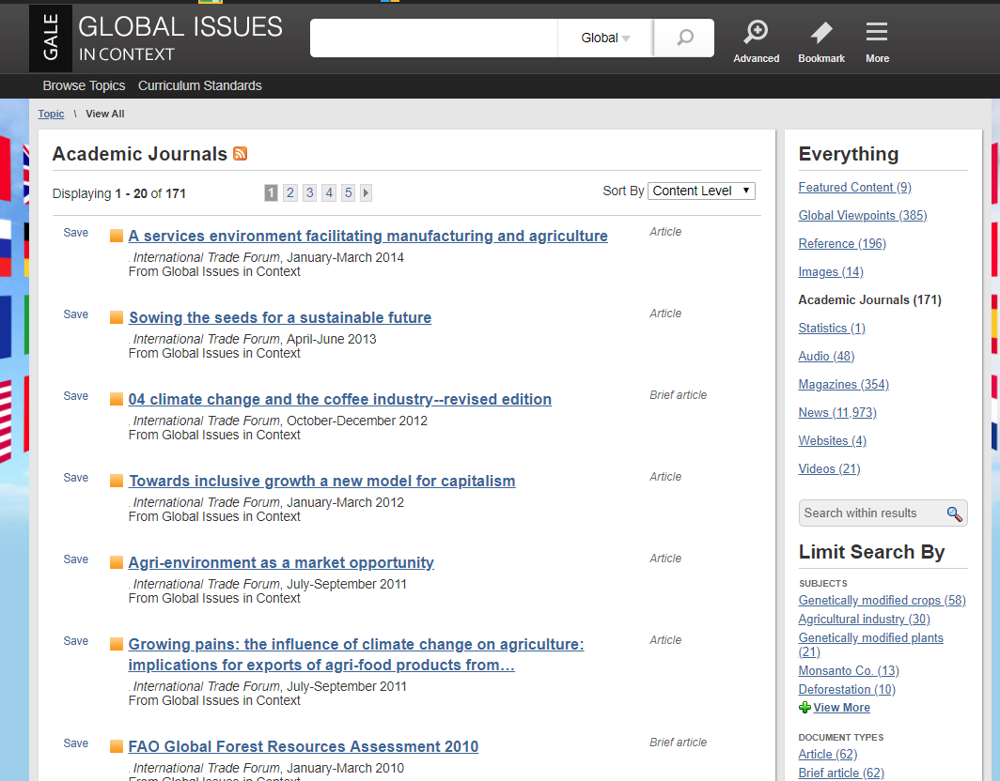 GALE
GLOBAL ISSUES
IN CONTEXT
Global
Advanced
Bookmark
More
Browse Topics Curriculum Standards
Topic \ View All
Academic Journals
Displaying 1 - 20 of 171
1 2 3 4 5
Sort By Content Level
Save
A services environment facilitating manufacturing and agriculture
Article
. International Trade Forum, January-March 2014
From Global Issues in Context
Save
Sowing the seeds for a sustainable future
Article
. International Trade Forum, April-June 2013
From Global Issues in Context
Save
04 climate change and the coffee industry--revised edition
Brief article
. International Trade Forum, October-December 2012
From Global Issues in Context
Save
Towards inclusive growth a new model for capitalism
Article
. International Trade Forum, January-March 2012
From Global Issues in Context
Save
Agri-environment as a market opportunity
Article
. International Trade Forum, July-September 2011
From Global Issues in Context
Save
Growing pains: the influence of climate change on agriculture:
implications for exports of agri-food products from…
Article
. International Trade Forum, July-September 2011
From Global Issues in Context
Save
FAO Global Forest Resources Assessment 2010
Brief article
. International Trade Forum, January-March 2010
From Global Issues in Context
Everything
Featured Content (9)
Global Viewpoints (385)
Reference (196)
Images (14)
Academic Journals (171)
Statistics (1)
Audio (48)
Magazines (354)
News (11,973)
Websites (4)
Videos (21)
Search within results
Limit Search By
SUBJECTS
Genetically modified crops (58)
Agricultural industry (30)
Genetically modified plants
(21)
Monsanto Co. (13)
Deforestation (10)
View More
DOCUMENT TYPES
Article (62)
Brief article (62)